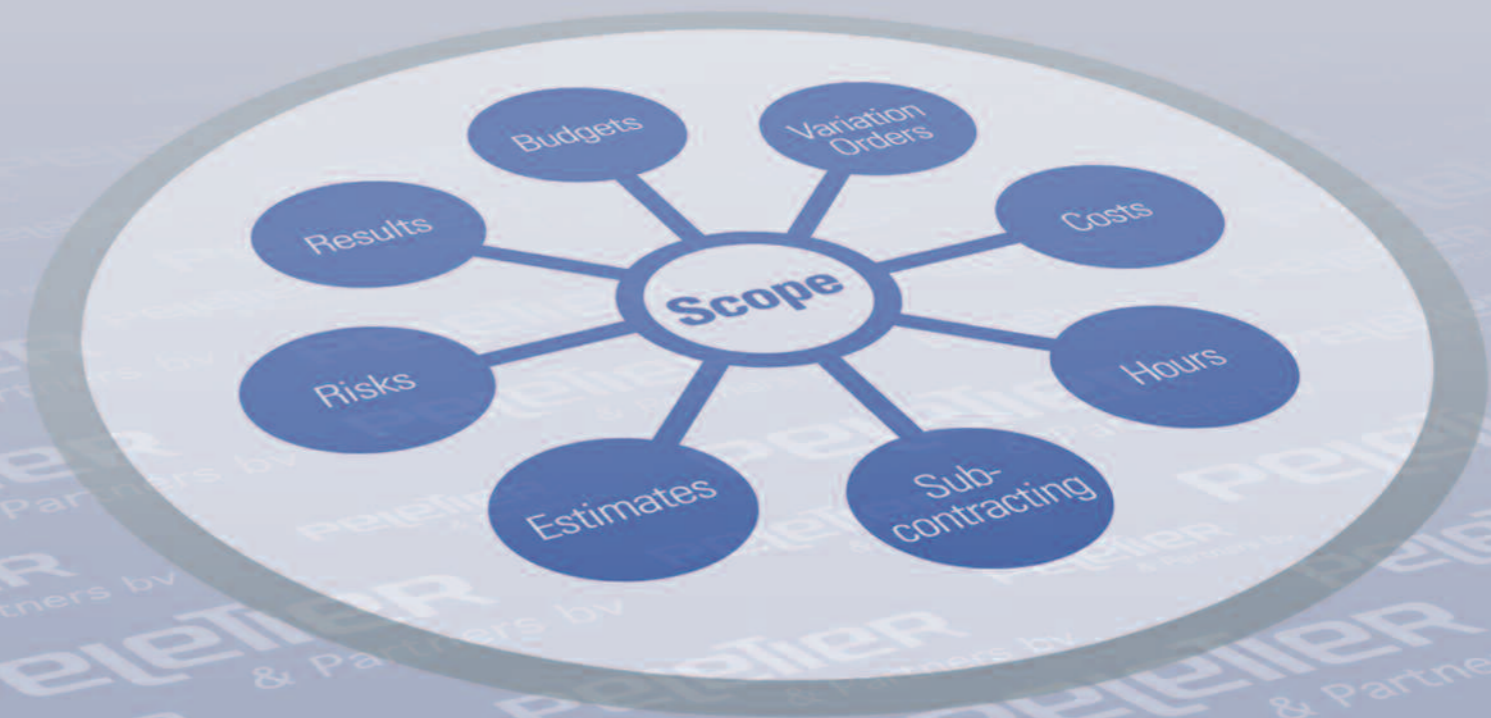 Budgets
Variation
Orders
Results
Costs
Scope
Risks
Hours
Estimates
Sub-
contracting
PELETIER
& Partners bv